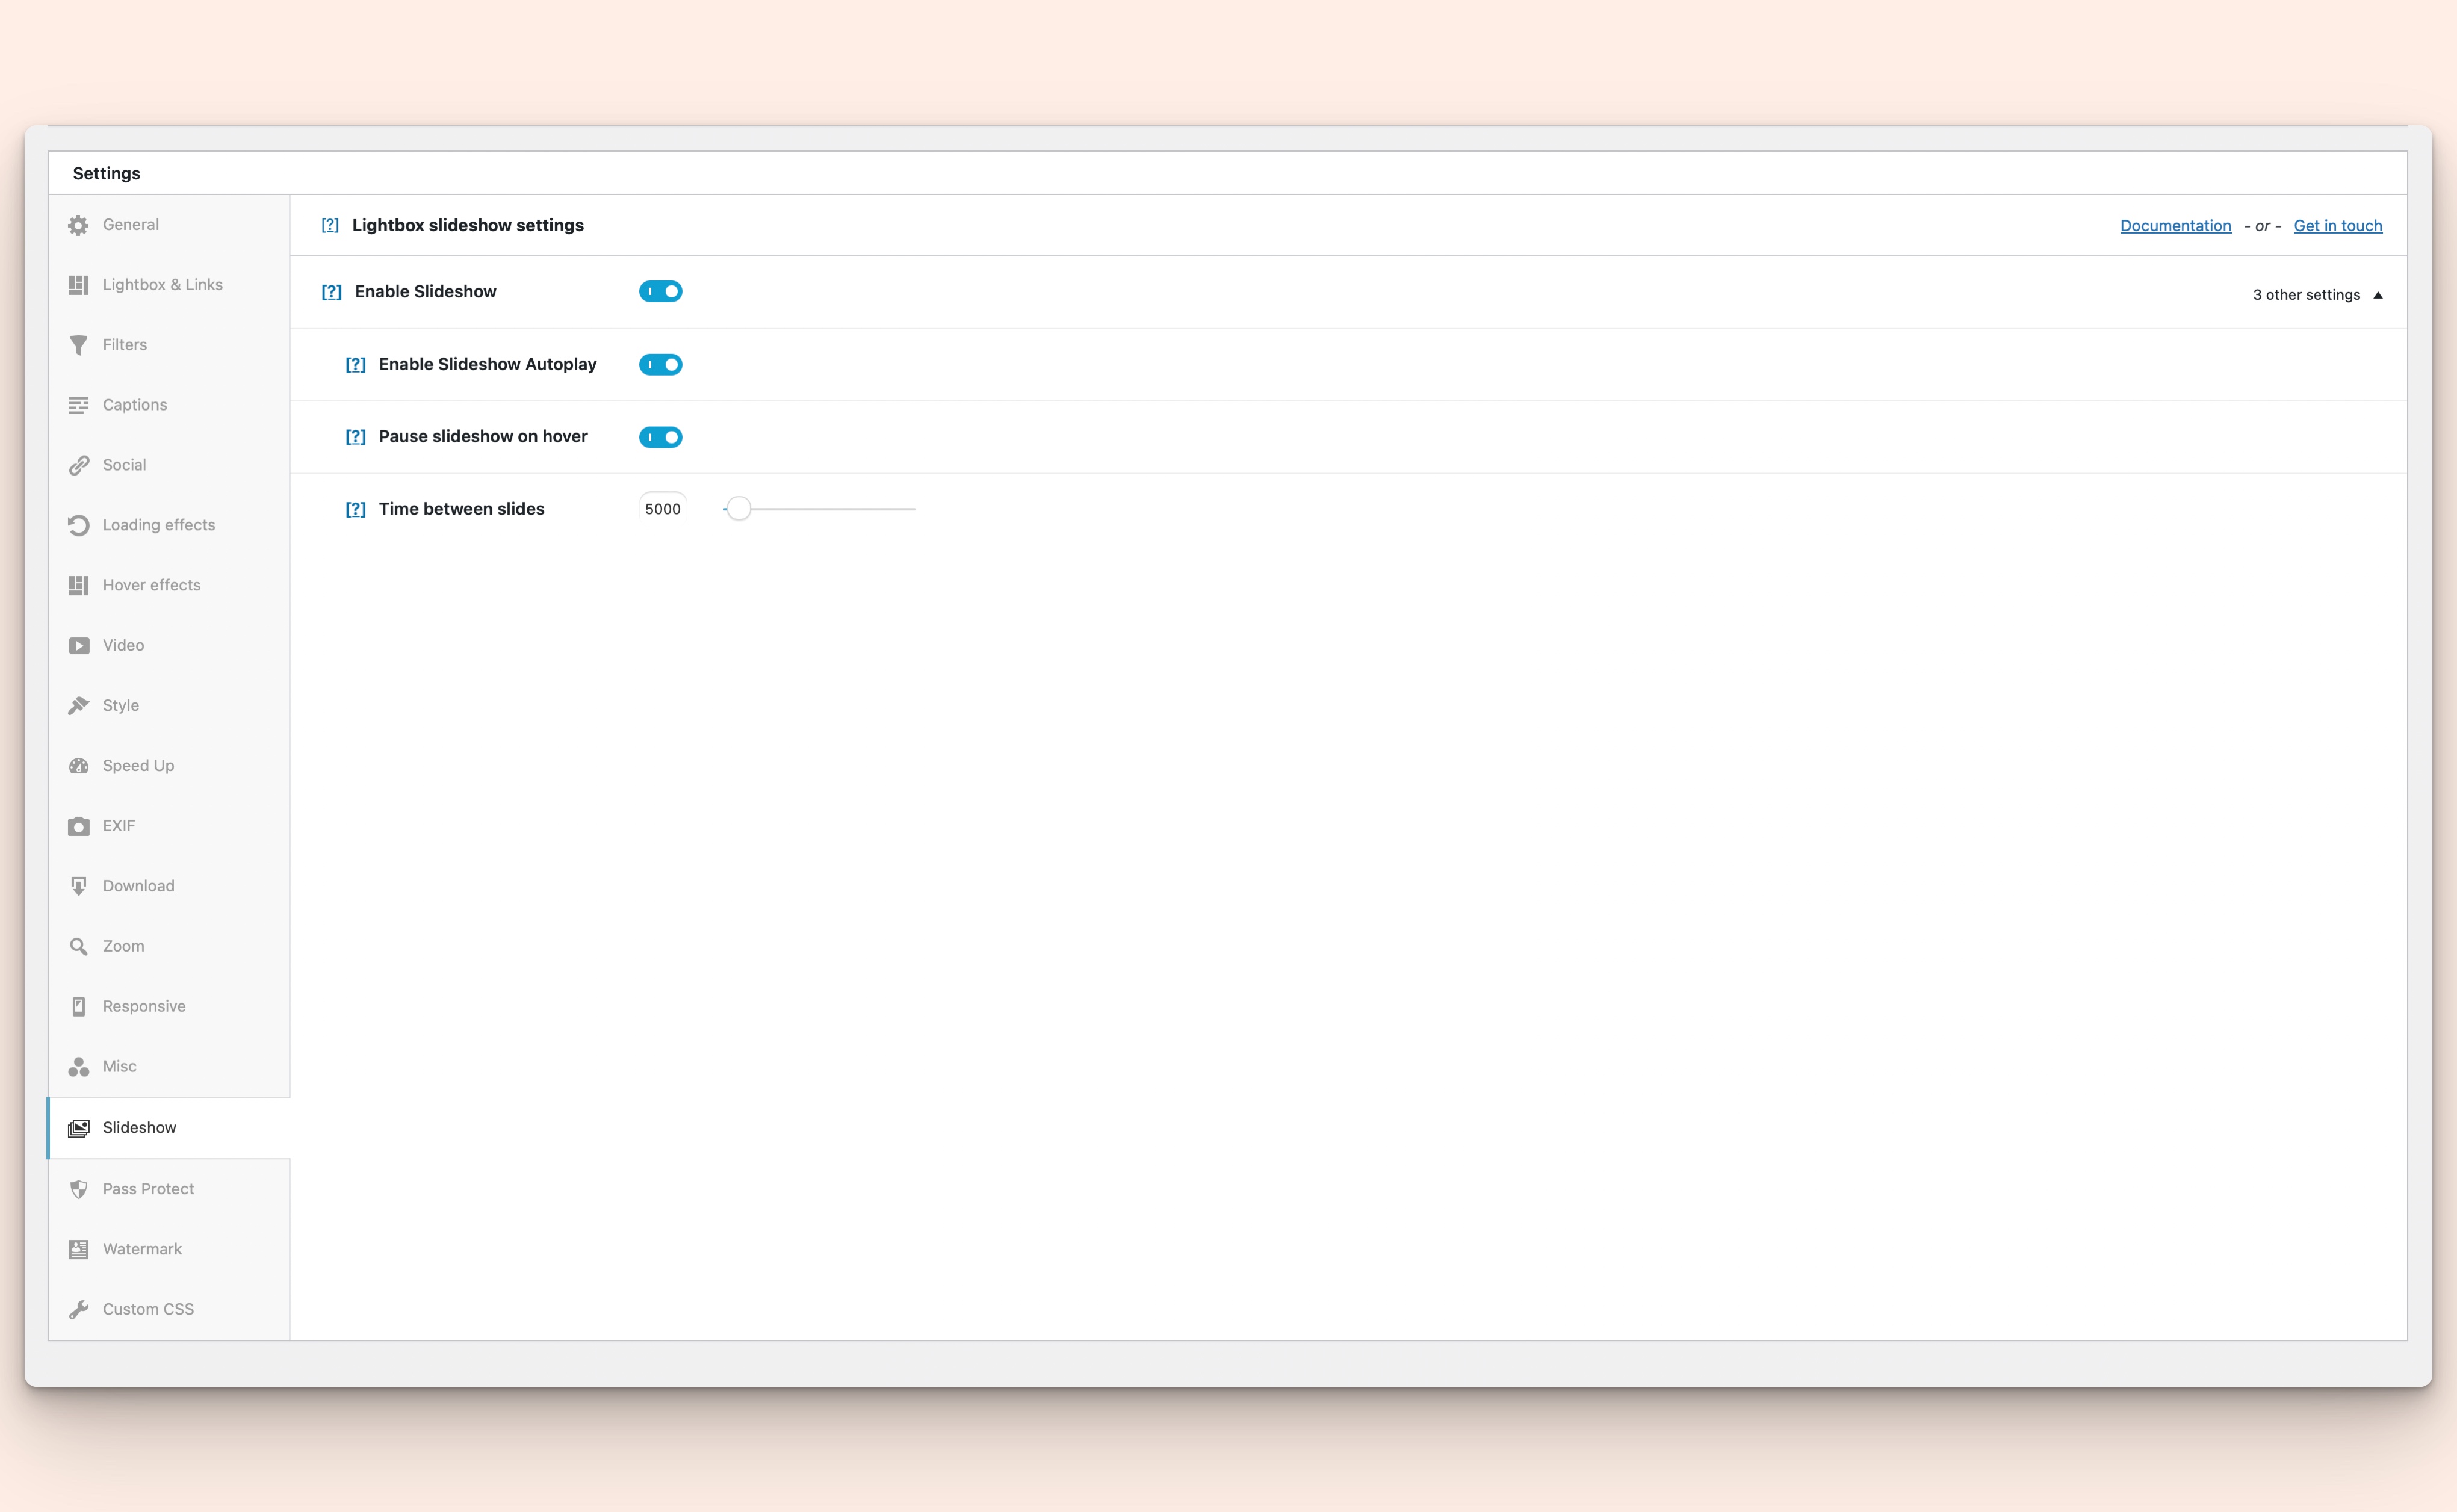 Settings
General
Lightbox & Links
Filters
Captions
Social
Loading effects
Hover effects
Video
Style
Speed Up
EXIF
Download
Zoom
Responsive
Misc
Slideshow
Pass Protect
Watermark
Custom CSS
[?] Lightbox slideshow settings
Documentation - or - Get in touch
[?] Enable Slideshow
3 other settings ▲
[?] Enable Slideshow Autoplay
[?] Pause slideshow on hover
[?] Time between slides 5000